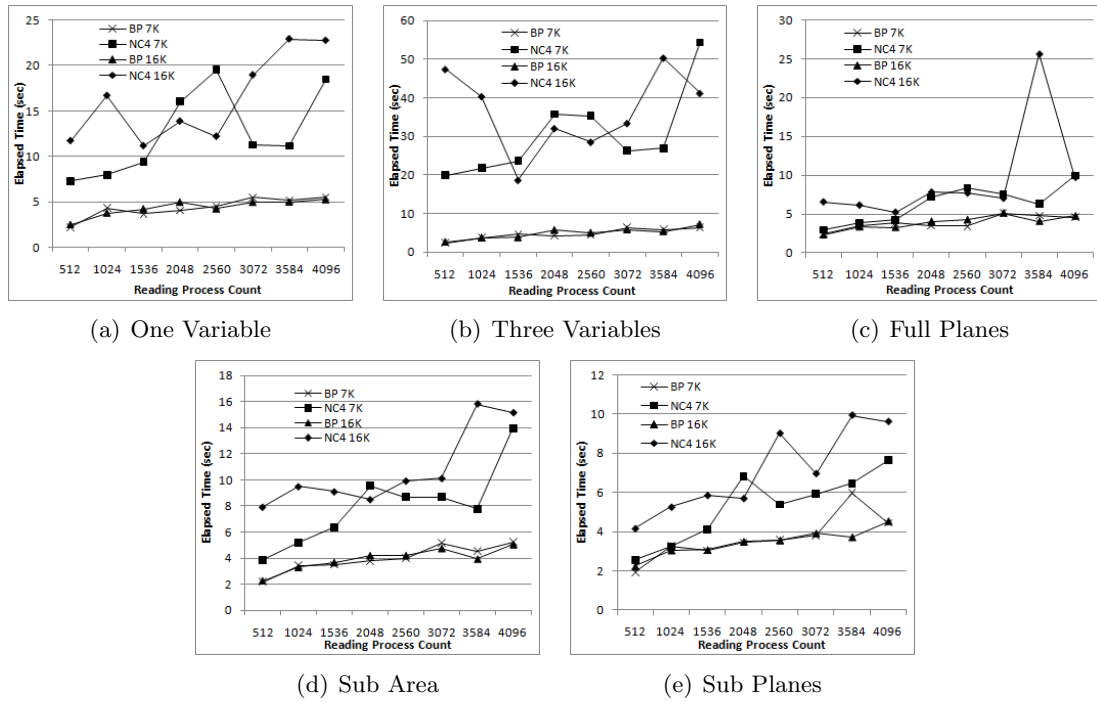 25
20
15
10
5
0
Elapsed Time (sec)
BP 7K
NC4 7K
BP 16K
NC4 16K
512 1024 1536 2048 2560 3072 3584 4096
Reading Process Count
(a) One Variable
60
50
40
30
20
10
0
Elapsed Time (sec)
BP 7K
NC4 7K
BP 16K
NC4 16K
512 1024 1536 2048 2560 3072 3584 4096
Reading Process Count
(b) Three Variables
30
25
20
15
10
5
0
Elapsed Time (sec)
BP 7K
NC4 7K
BP 16K
NC4 16K
512 1024 1536 2048 2560 3072 3584 4096
Reading Process Count
(c) Full Planes
18
16
14
12
10
8
6
4
2
0
Elapsed Time (sec)
BP 7K
NC4 7K
BP 16K
NC4 16K
512 1024 1536 2048 2560 3072 3584 4096
Reading Process Count
(d) Sub Area
12
10
8
6
4
2
0
Elapsed Time (sec)
BP 7K
NC4 7K
BP 16K
NC4 16K
512 1024 1536 2048 2560 3072 3584 4096
Reading Process Count
(e) Sub Planes